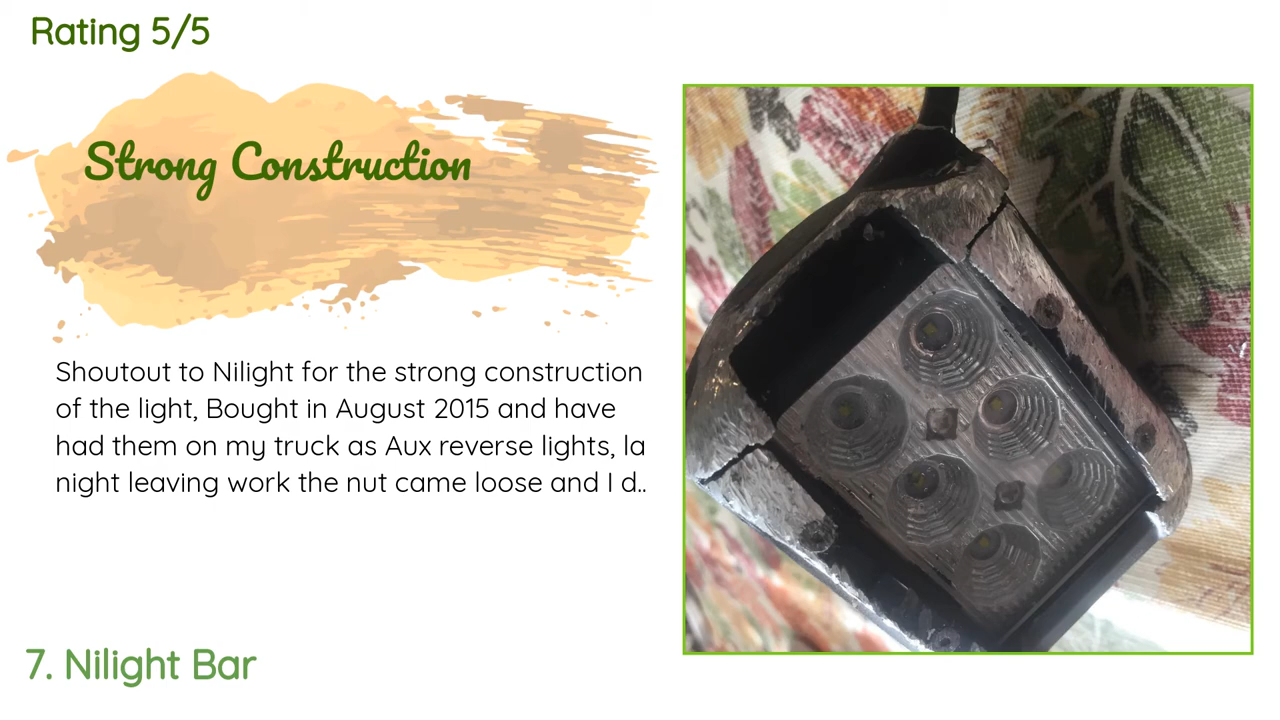 Rating 5/5
Strong Construction
Shoutout to Nilight for the strong construction
of the light, Bought in August 2015 and have
had them on my truck as Aux reverse lights, la
night leaving work the nut came loose and I d..
7. Nilight Bar